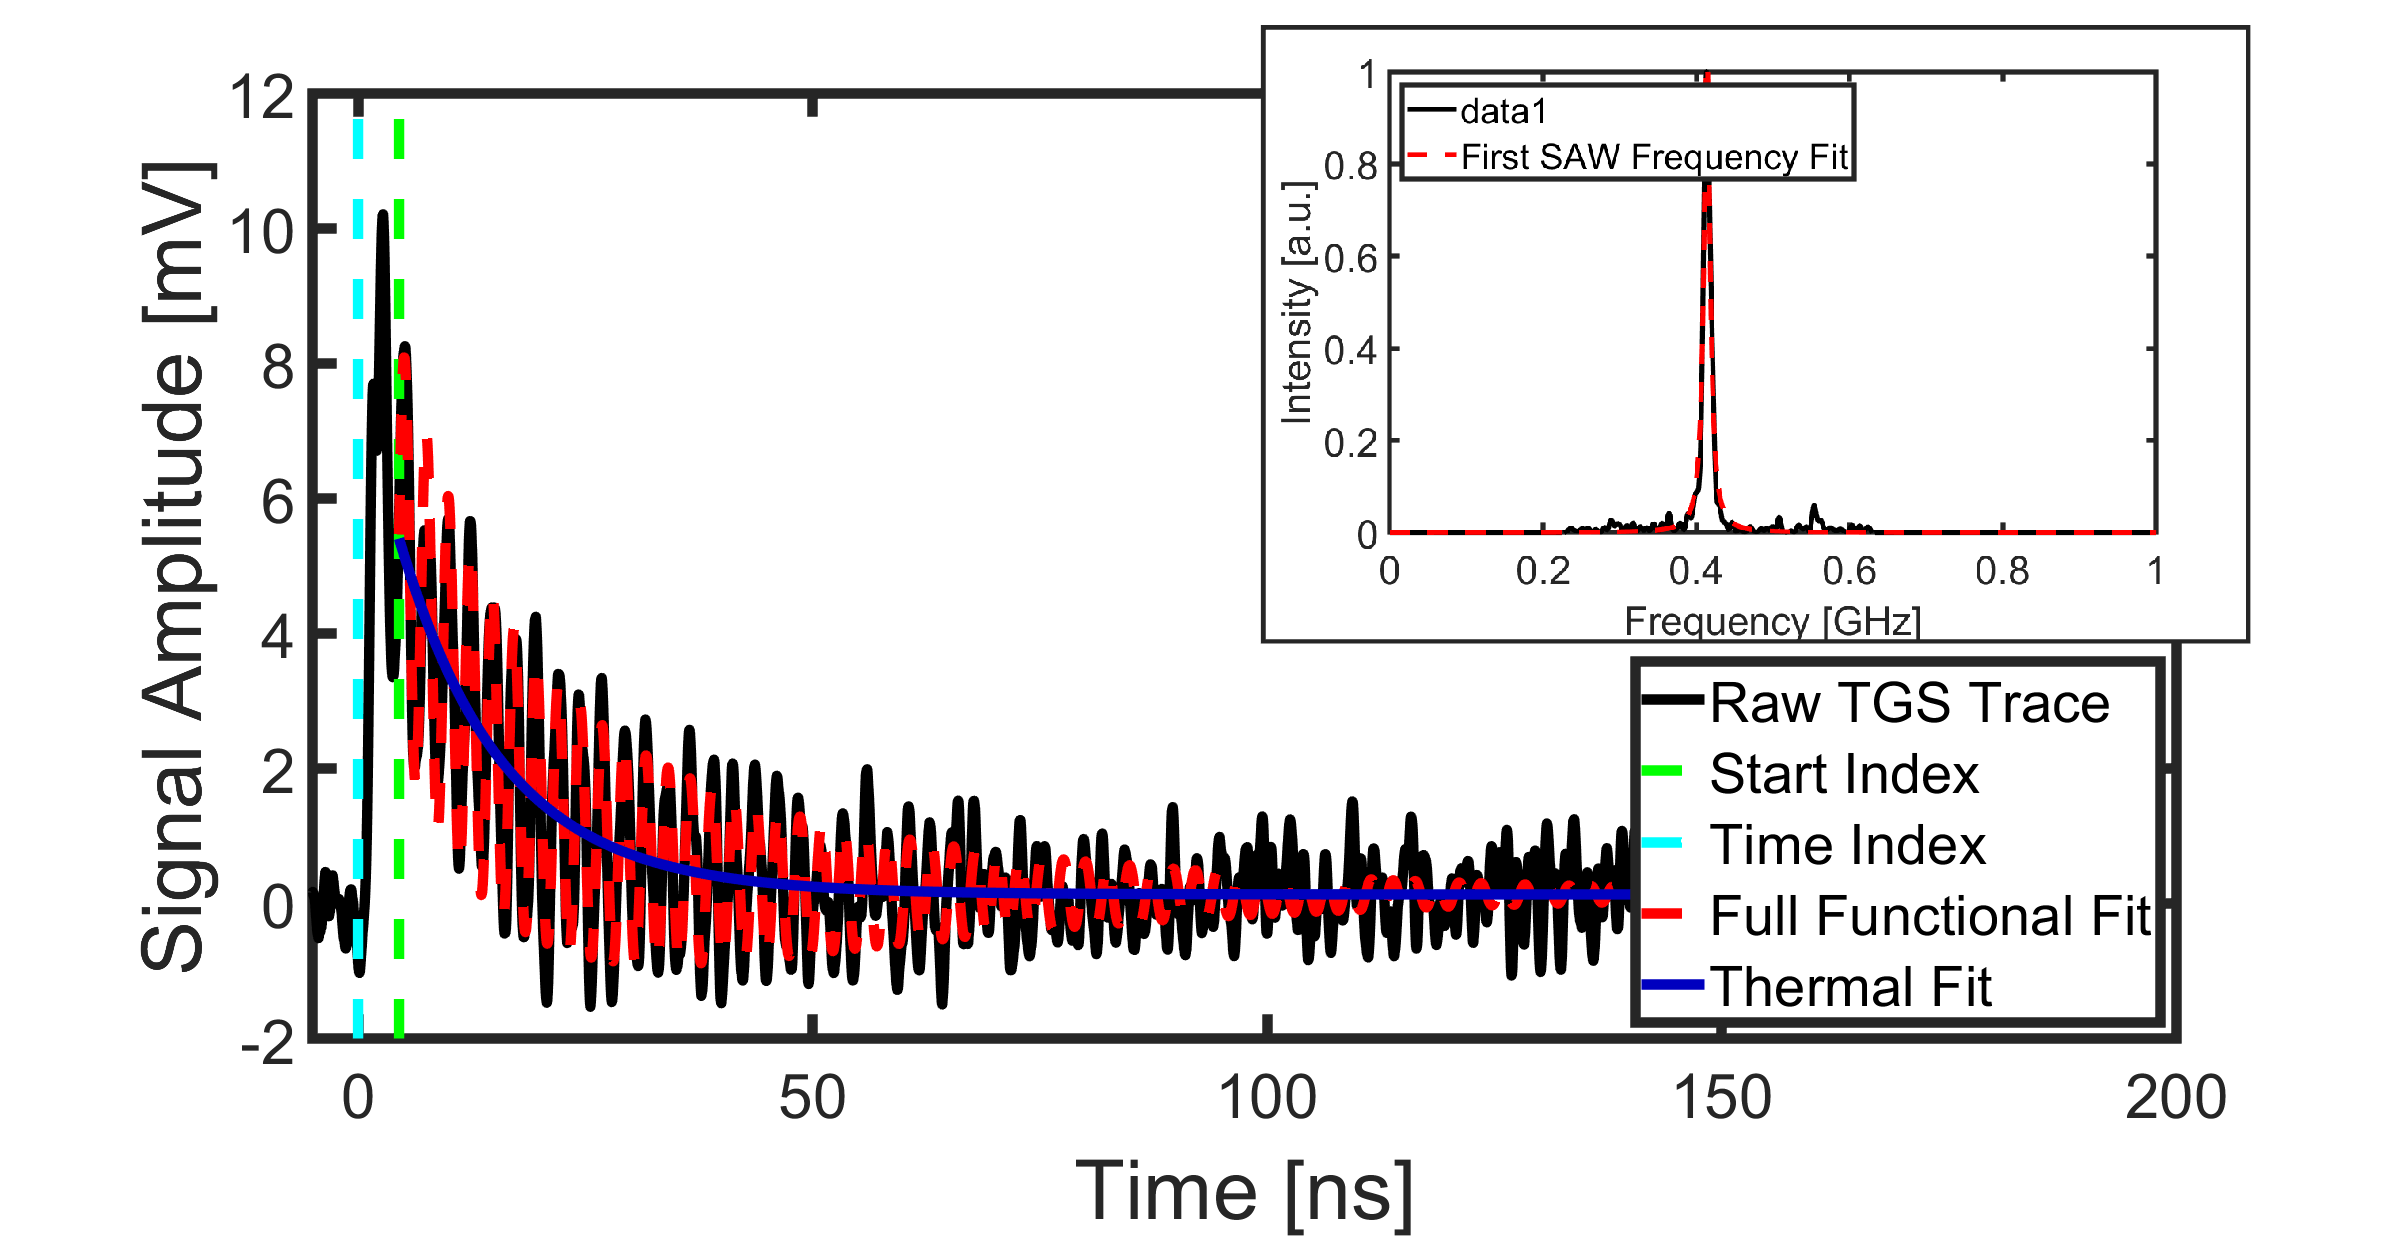 12
10
8
6
4
2
0
-2
Signal Amplitude [mV]
0
50
100
150
200
Time [ns]
1
0.8
0.6
0.4
0.2
0
Intensity [a.u.]
data1
First SAW Frequency Fit
0
0.2
0.4
0.6
0.8
1
Frequency [GHz]
Raw TGS Trace
Start Index
Time Index
Full Functional Fit
Thermal Fit